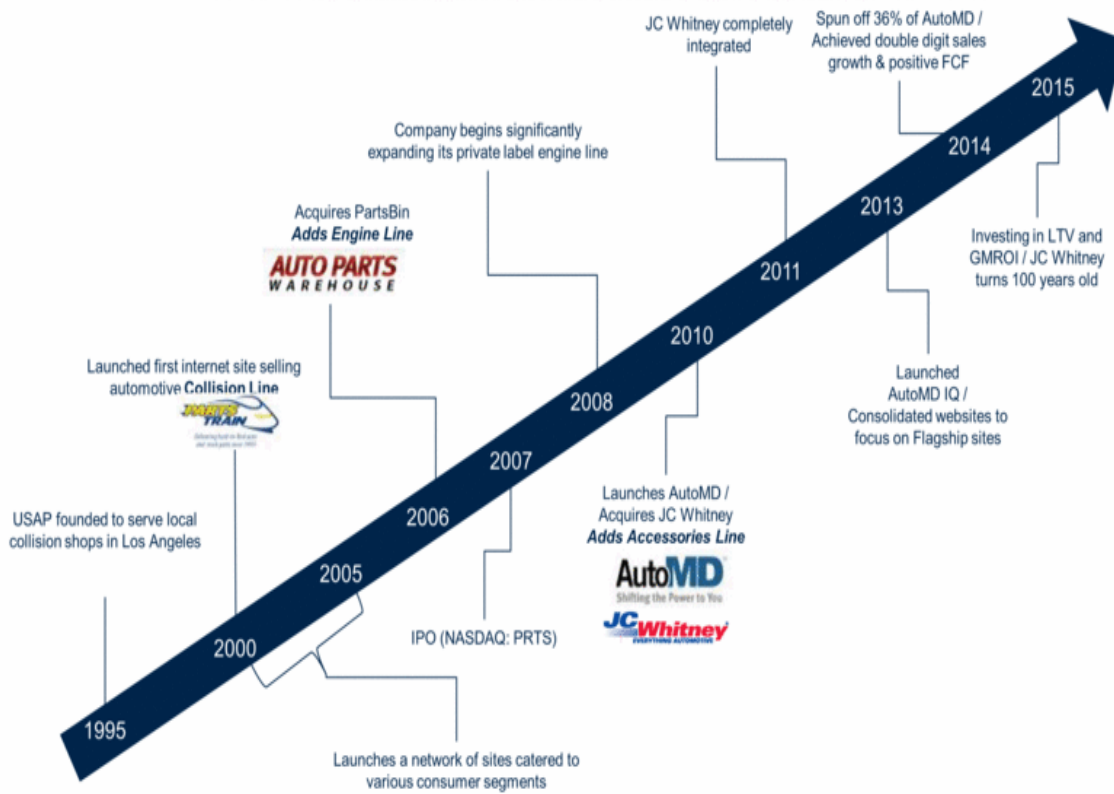 JC Whitney completely
integrated
Spun off 36% of AutoMD /
Achieved double digit sales
growth & positive FCF
2015
Company begins significantly
expanding its private label engine line
2014
2013
Acquires PartsBin
Adds Engine Line
AUTO PARTS
WAREHOUSE
Investing in LTV and
GMROI / JC Whitney
turns 100 years old
2011
2010
Launched first internet site selling
automotive Collision Line
PARTS
TRAIN
2008
Launched
AutoMD IQ /
Consolidated websites to
focus on Flagship sites
2007
2006
Launches AutoMD /
Acquires JC Whitney
Adds Accessories Line
AutoMD
Shifting the Power to You
JC Whitney
EVERYTHING AUTOMOTIVE
USAP founded to serve local
collision shops in Los Angeles
2005
IPO (NASDAQ: PRTS)
2000
1995
Launches a network of sites catered to
various consumer segments